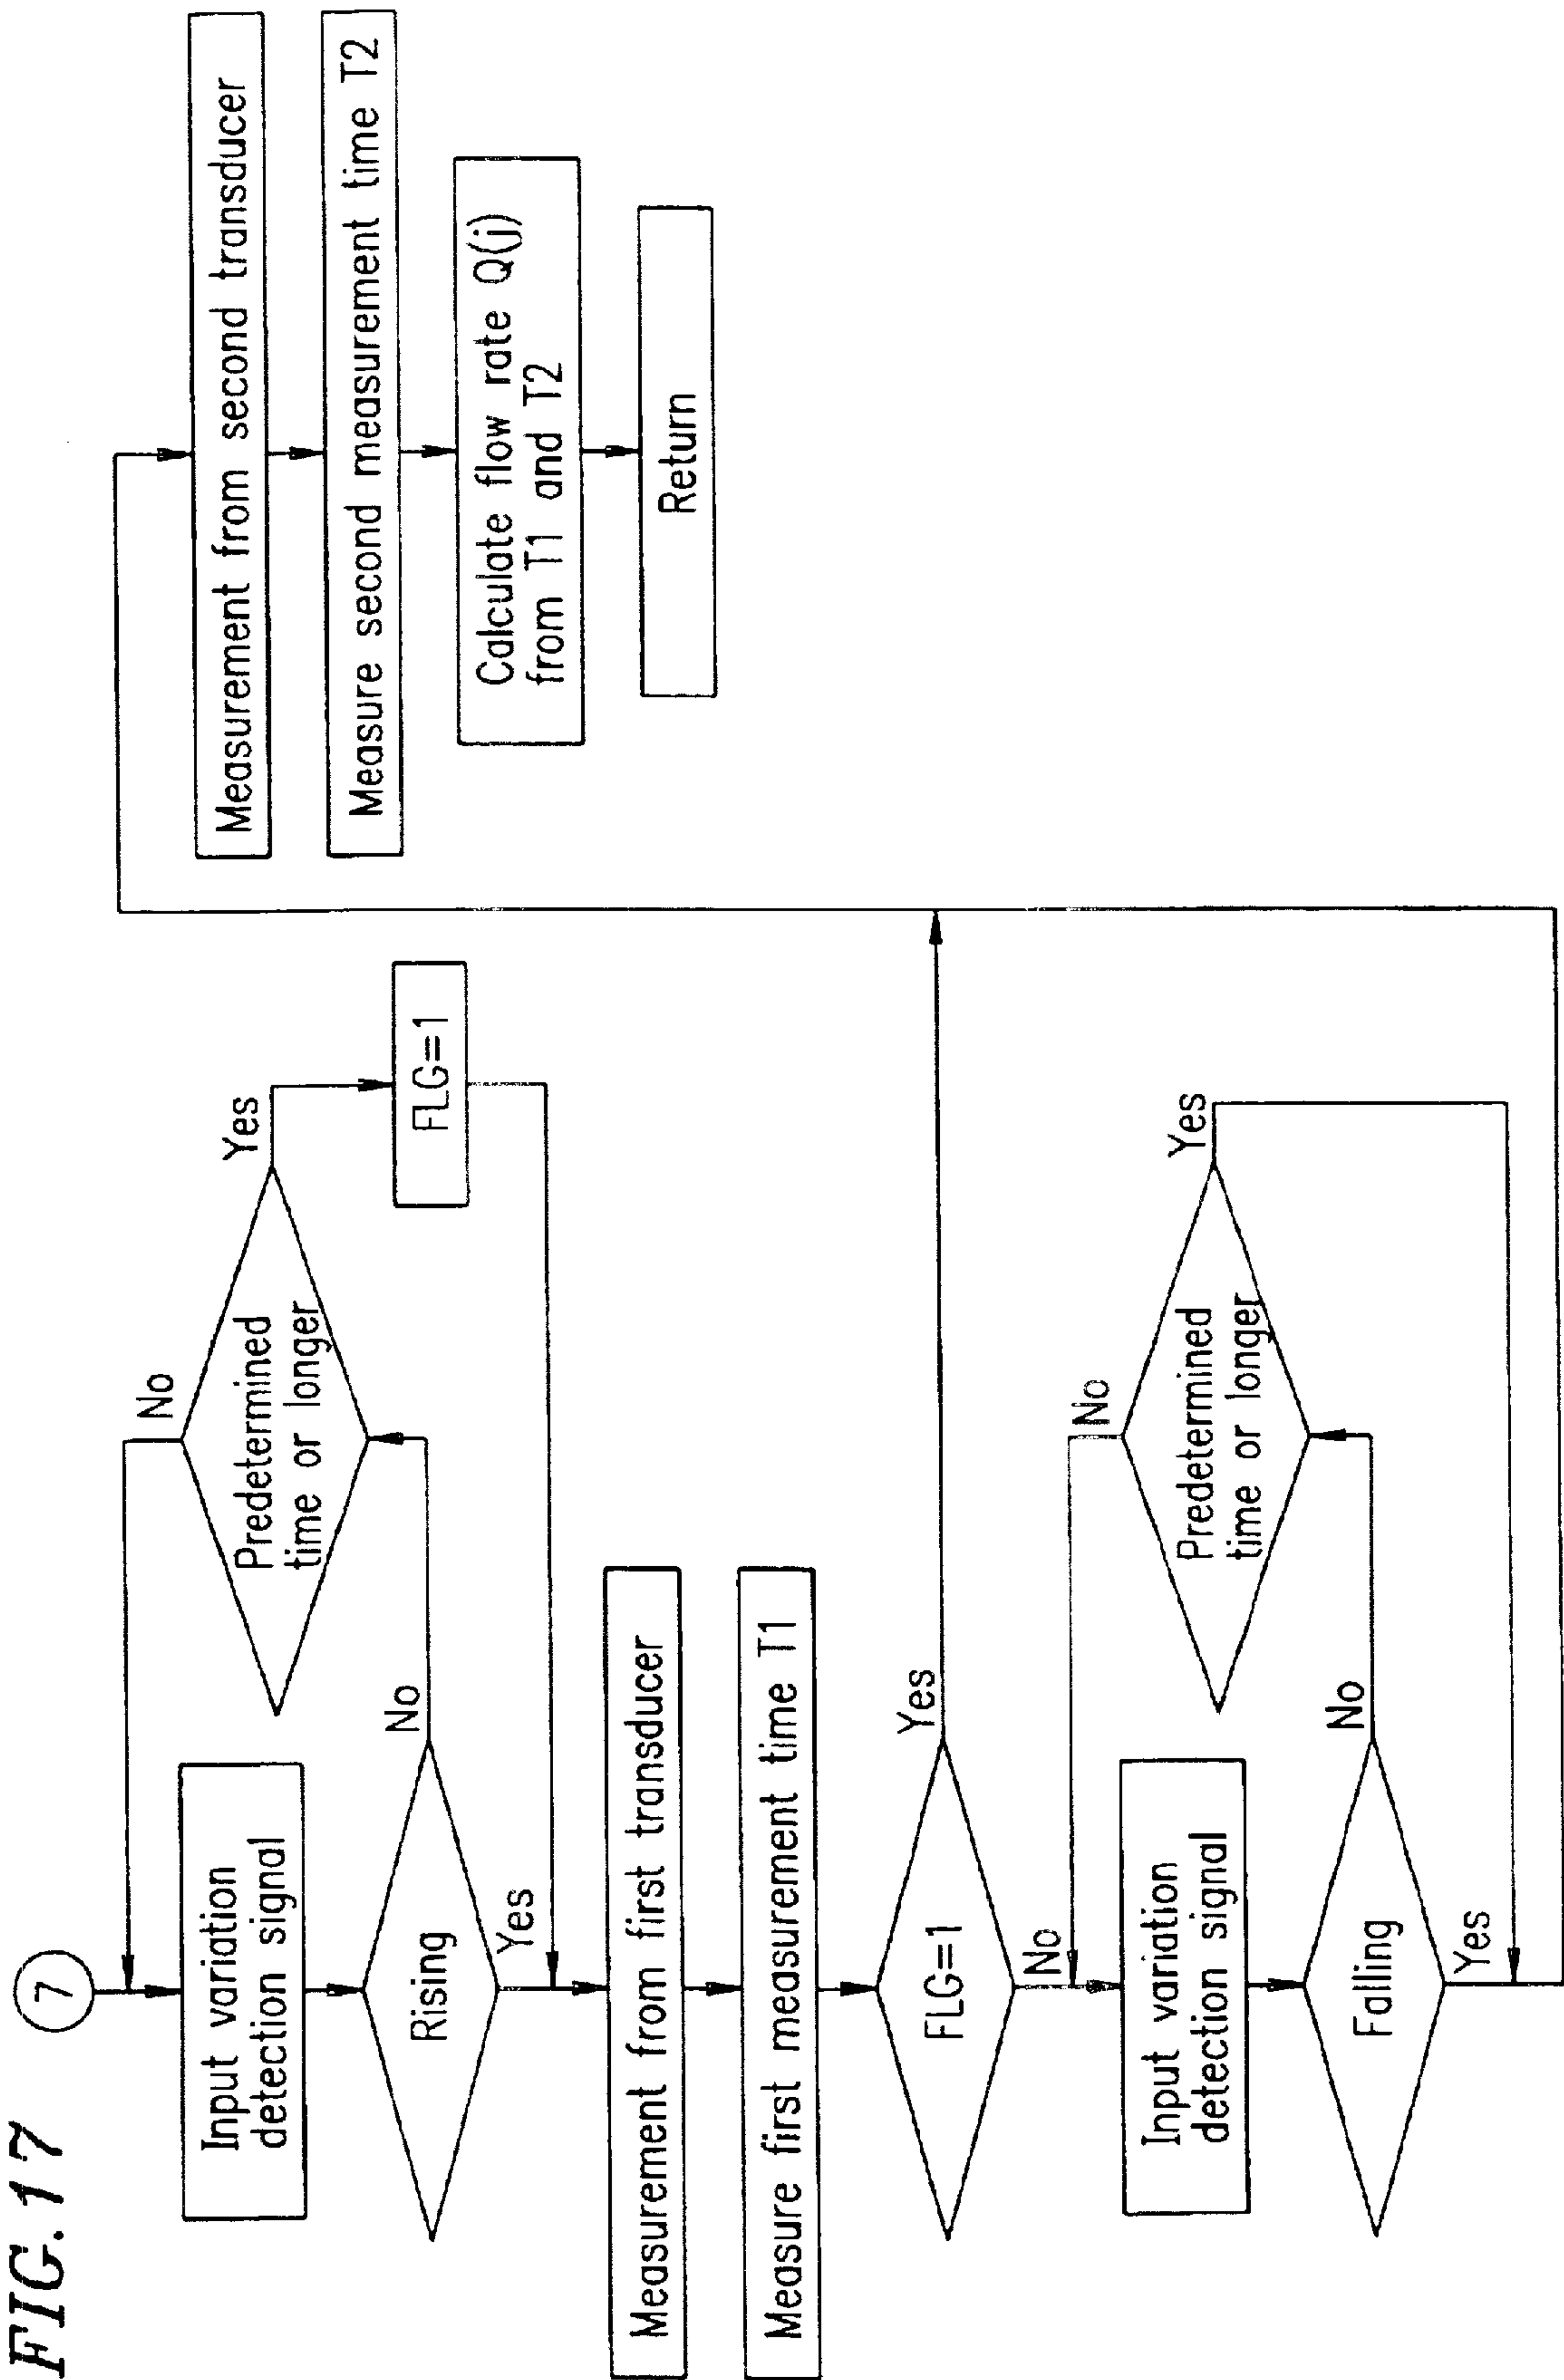 FIG.17
7
Input variation
detection signal
No
Predetermined
time or longer
Yes
Rising
No
FLG=1
Yes
Measurement from first transducer
Measure first measurement time T1
FLG=1
Yes
No
Input variation
detection signal
No
Predetermined
time or longer
Yes
Falling
No
Yes
Measurement from second transducer
Measure second measurement time T2
Calculate flow rate Q(j)
from T1 and T2
Return